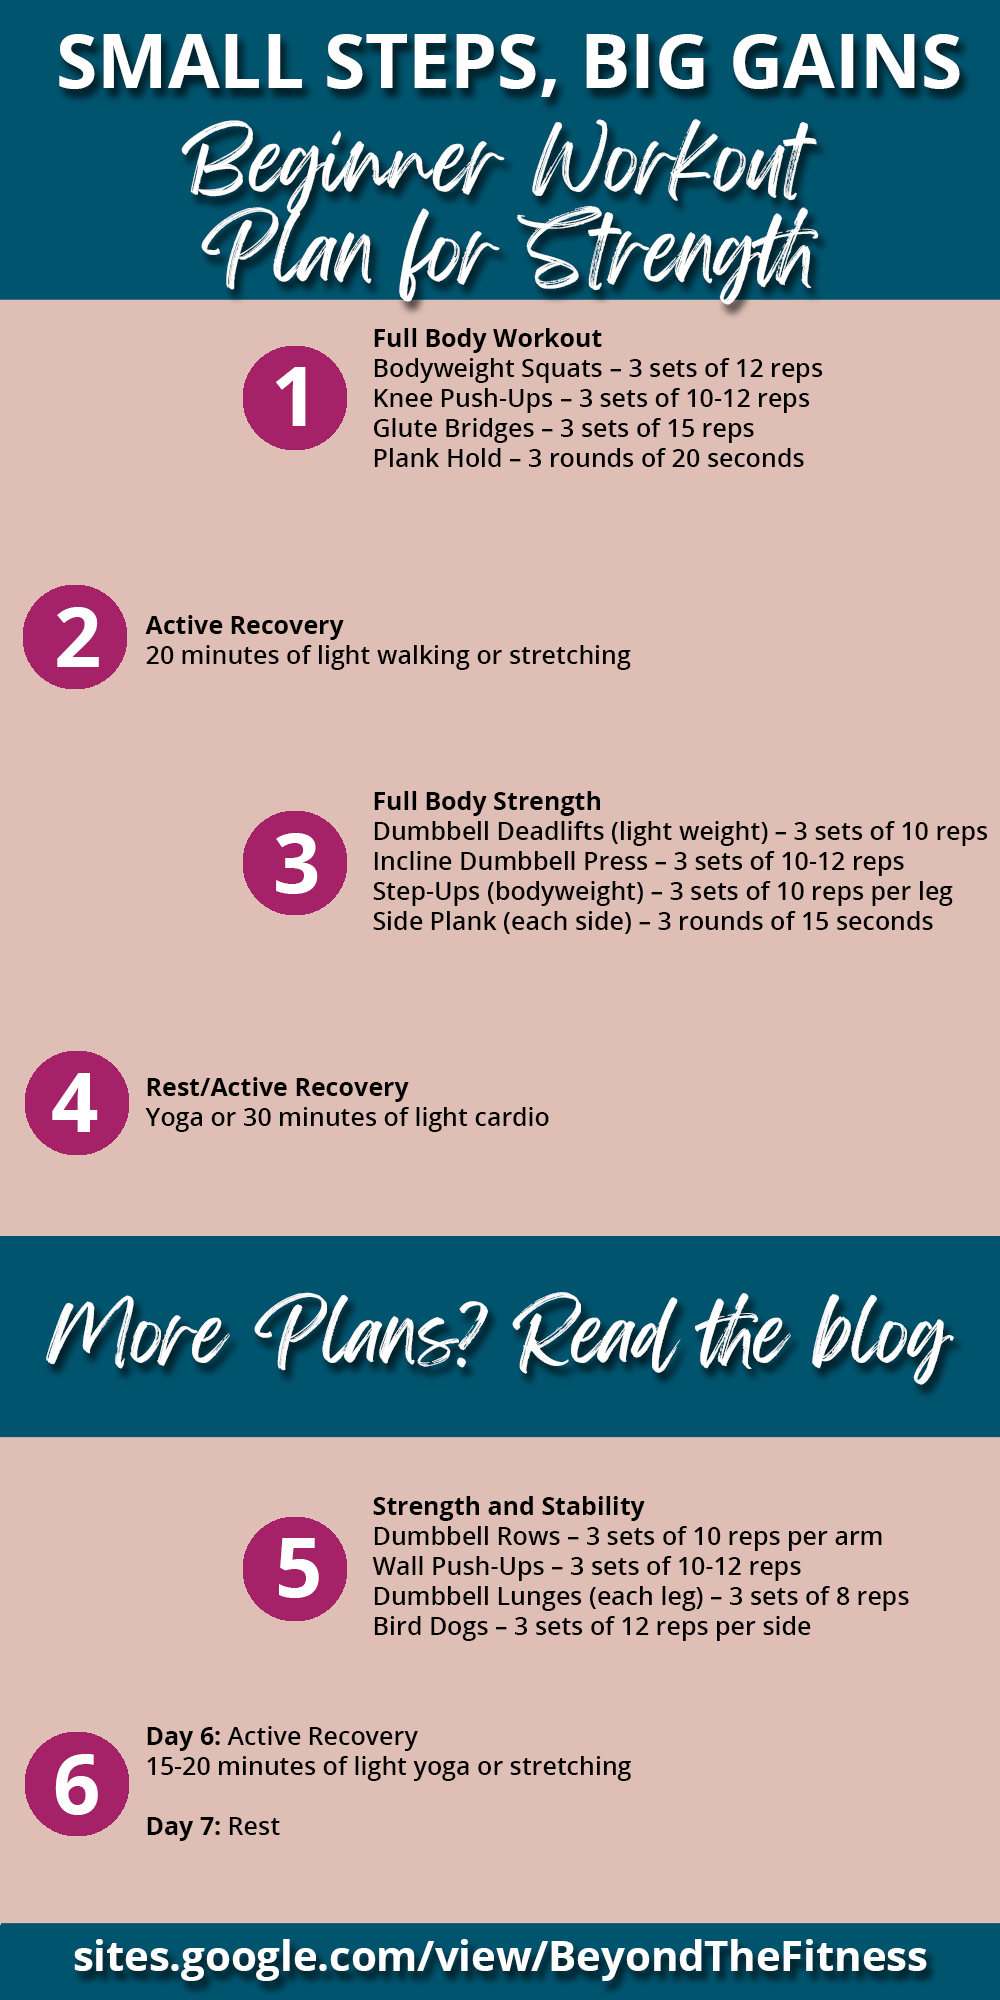 SMALL STEPS, BIG GAINS
Beginner Workout
Plan for Strength
1
Full Body Workout
Bodyweight Squats – 3 sets of 12 reps
Knee Push-Ups – 3 sets of 10-12 reps
Glute Bridges – 3 sets of 15 reps
Plank Hold – 3 rounds of 20 seconds
2
Active Recovery
20 minutes of light walking or stretching
3
Full Body Strength
Dumbbell Deadlifts (light weight) – 3 sets of 10 reps
Incline Dumbbell Press – 3 sets of 10-12 reps
Step-Ups (bodyweight) – 3 sets of 10 reps per leg
Side Plank (each side) – 3 rounds of 15 seconds
4
Rest/Active Recovery
Yoga or 30 minutes of light cardio
More Plans? Read the blog
5
Strength and Stability
Dumbbell Rows – 3 sets of 10 reps per arm
Wall Push-Ups – 3 sets of 10-12 reps
Dumbbell Lunges (each leg) – 3 sets of 8 reps
Bird Dogs – 3 sets of 12 reps per side
6
Day 6: Active Recovery
15-20 minutes of light yoga or stretching
Day 7: Rest
sites.google.com/view/BeyondTheFitness